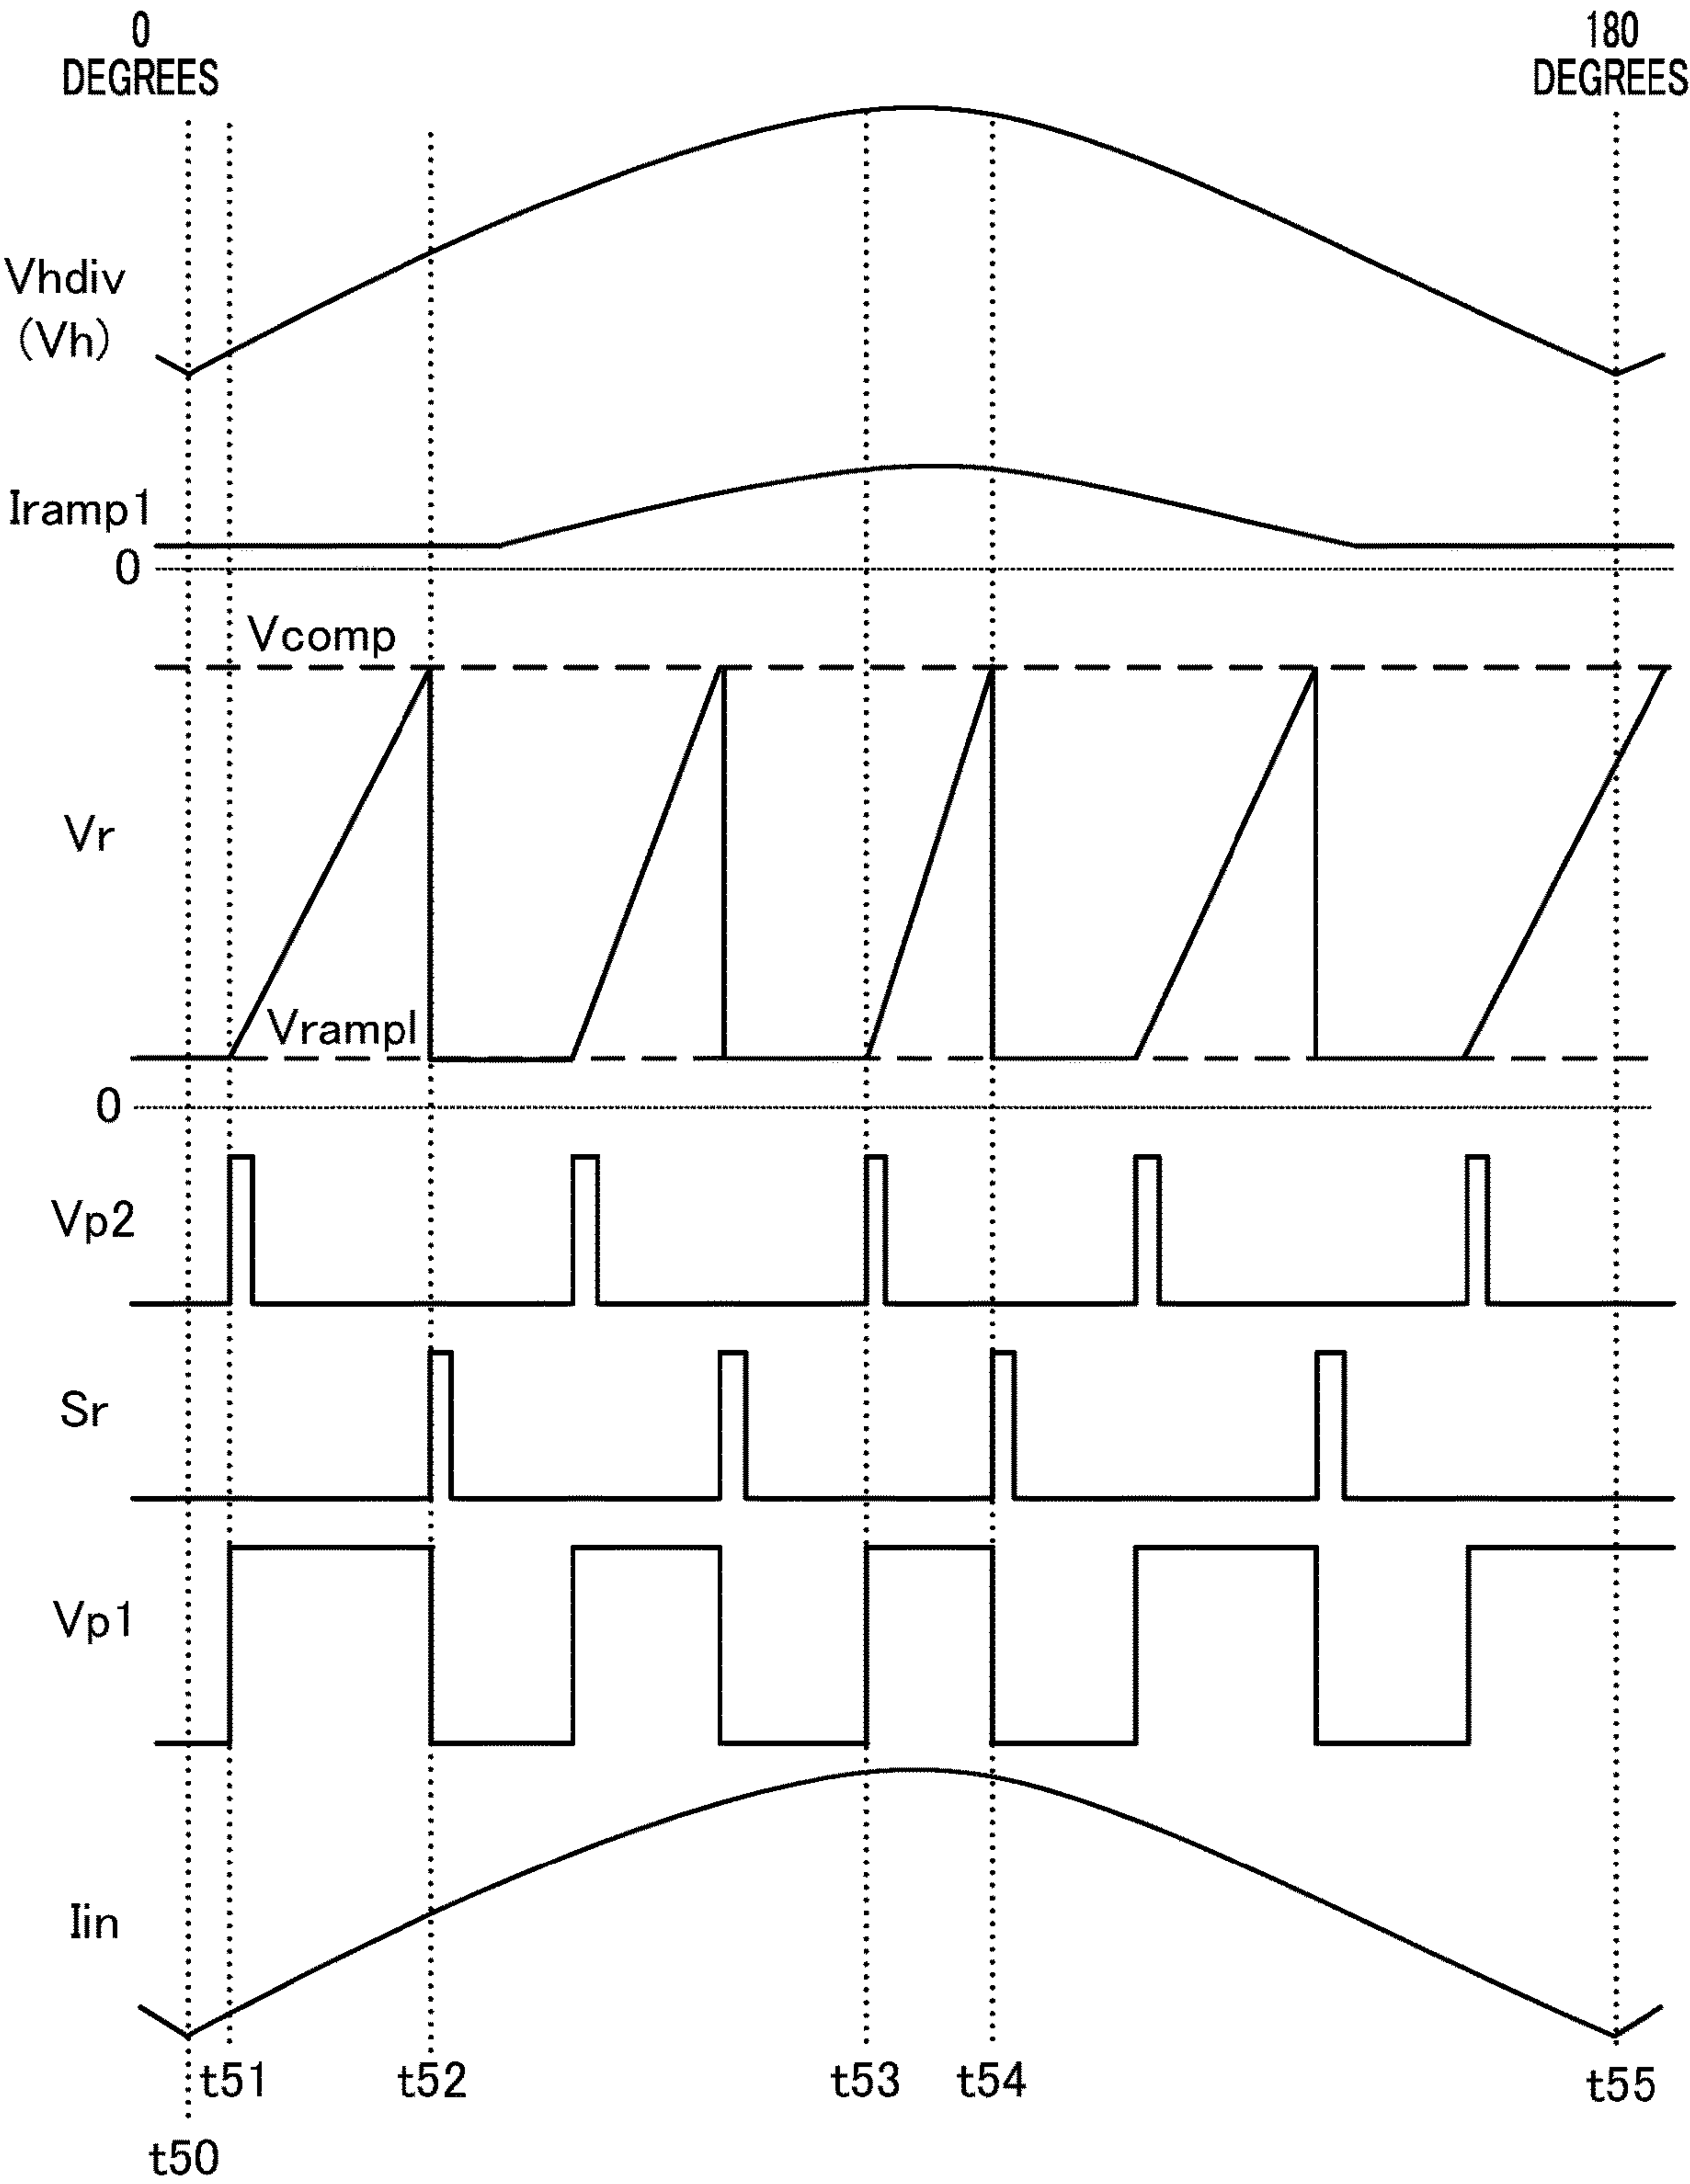 0
DEGREES
180
DEGREES
Vhdiv
(Vh)
Iramp1
0
Vcomp
Vr
Vrampl
0
Vp2
Sr
Vp1
Iin
t51
t52
t53
t54
t55
t50